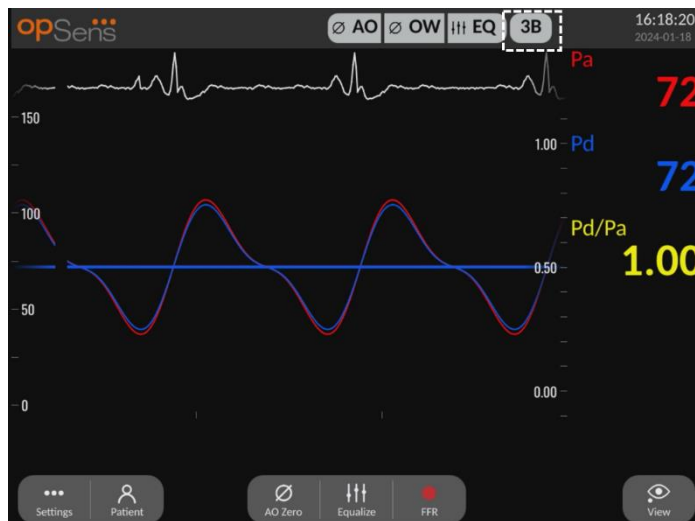 opSens
AO OW EQ 3B
16:18:20
2024-01-18
Pa
72
150
1.00
Pd
72
100
Pd/Pa
1.00
0.50
50
0.00
0
Settings Patient AO Zero Equalize FFR View